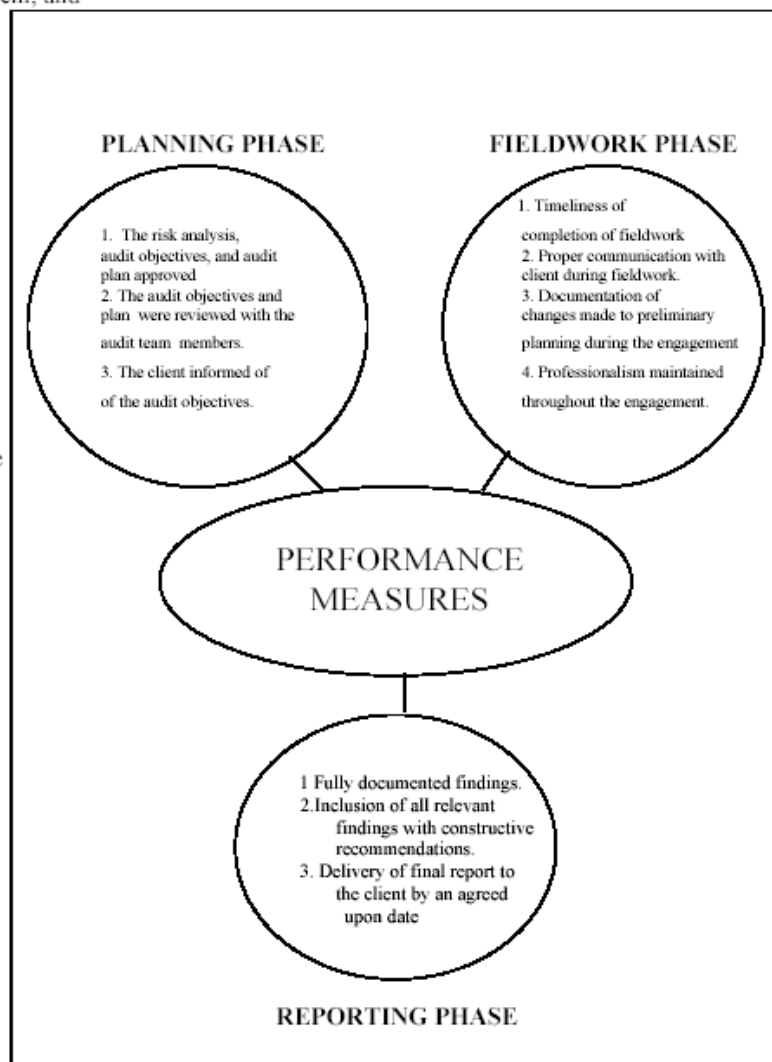 PLANNING PHASE
1. The risk analysis,
audit objectives, and audit
plan approved
2. The audit objectives and
plan were reviewed with the
audit team members.
3. The client informed of
of the audit objectives.
FIELDWORK PHASE
1. Timeliness of
completion of fieldwork
2. Proper communication with
client during fieldwork.
3. Documentation of
changes made to preliminary
planning during the engagement
4. Professionalism maintained
throughout the engagement.
PERFORMANCE
MEASURES
1 Fully documented findings.
2.Inclusion of all relevant
findings with constructive
recommendations.
3. Delivery of final report to
the client by an agreed
upon date
REPORTING PHASE